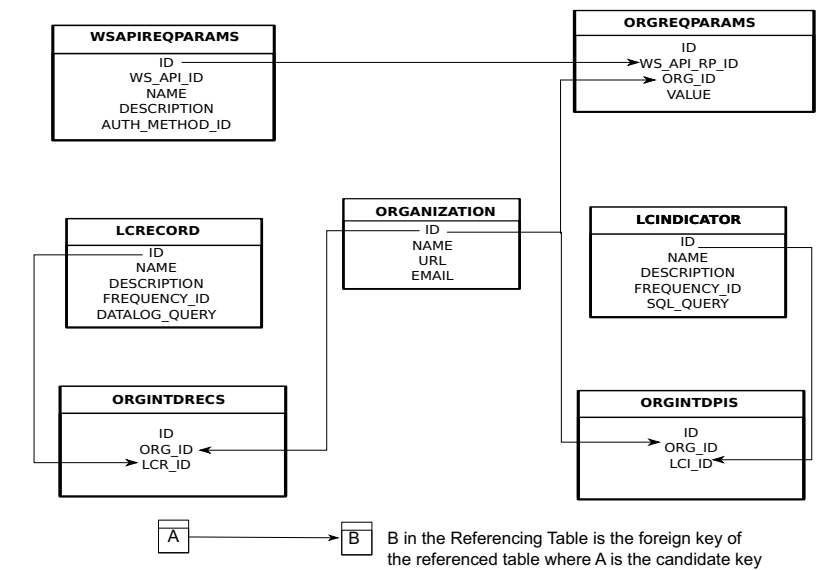 WSAPIREQPARAMS
ID
WS_API_ID
NAME
DESCRIPTION
AUTH_METHOD_ID
ORGREQPARAMS
ID
WS_API_RP_ID
ORG_ID
VALUE
LCRECORD
ID
NAME
DESCRIPTION
FREQUENCY_ID
DATALOG_QUERY
ORGANIZATION
ID
NAME
URL
EMAIL
LCINDICATOR
ID
NAME
DESCRIPTION
FREQUENCY_ID
SQL_QUERY
ORGINTDRECS
ID
ORG_ID
LCR_ID
ORGINTDPIS
ID
ORG_ID
LCI_ID
A
B
B in the Referencing Table is the foreign key of
the referenced table where A is the candidate key